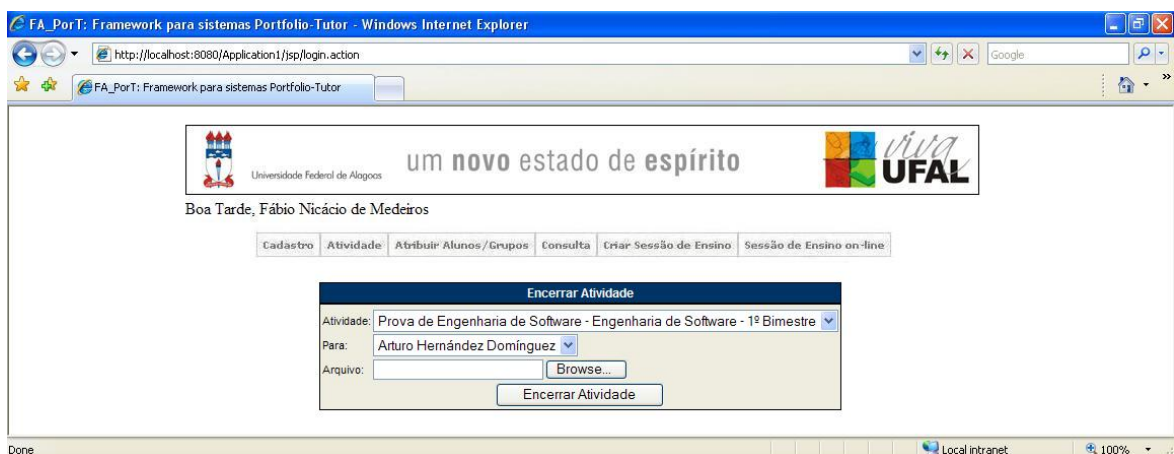 FA_PorT: Framework para sistemas Portfolio-Tutor - Windows Internet Explorer
http://localhost:8080/Application1/jsp/login.action
Google
FA_PorT: Framework para sistemas Portfolio-Tutor
Universidade Federal de Alagoas
um novo estado de espírito
viva
UFAL
Boa Tarde, Fábio Nicácio de Medeiros
Cadastro Atividade Atribuir Alunos/Grupos Consulta Criar Sessão de Ensino Sessão de Ensino on-line
Encerrar Atividade
Atividade: Prova de Engenharia de Software - Engenharia de Software - 1º Bimestre
Para: Arturo Hernández Domínguez
Arquivo: Browse...
Encerrar Atividade
Done Local intranet 100%